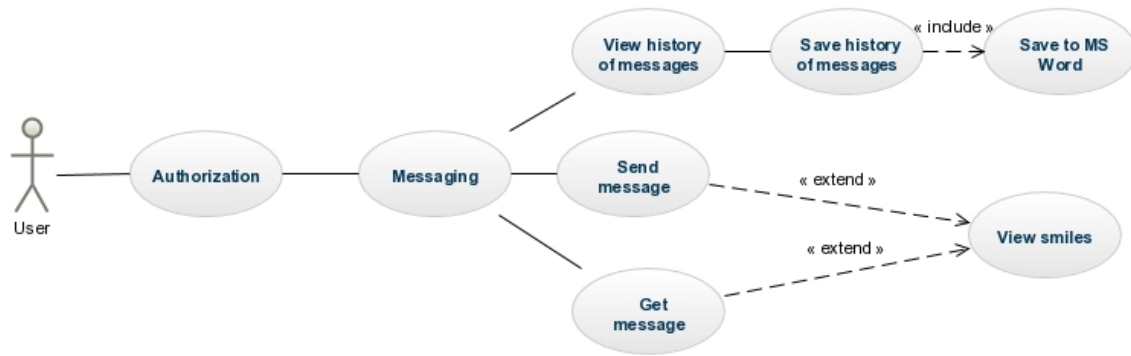 View history
of messages
Save history
of messages
« include »
Save to MS
Word
User
Authorization
Messaging
Send
message
« extend »
« extend »
View smiles
Get
message